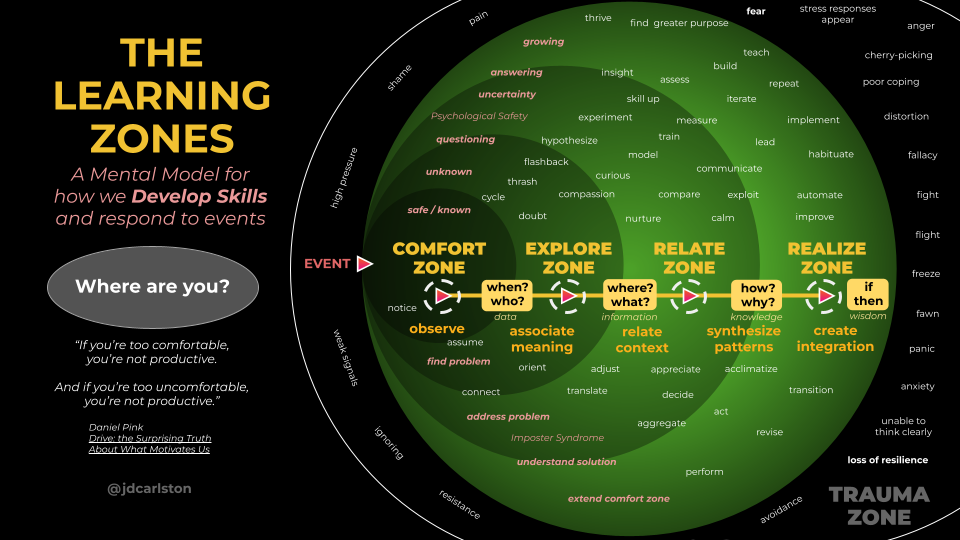 THE
LEARNING
ZONES
A Mental Model for
how we Develop Skills
and respond to events
Where are you?
“If you’re too comfortable,
you’re not productive.
And if you’re too uncomfortable,
you’re not productive.”
Daniel Pink
Drive: the Surprising Truth
About What Motivates Us
@jdcarlston
pain
shame
high pressure
EVENT
weak signals
ignoring
resistance
avoidance
thrive
find greater purpose
growing
teach
build
answering
insight
assess
repeat
uncertainty
skill up
iterate
Psychological Safety
experiment
measure
implement
questioning
hypothesize
train
lead
flashback
model
habituate
unknown
thrash
curious
communicate
cycle
compassion
compare
exploit
automate
safe / known
doubt
nurture
calm
improve
COMFORT
ZONE
EXPLORE
ZONE
RELATE
ZONE
REALIZE
ZONE
when?
who?
where?
what?
how?
why?
if
then
notice
data
information
knowledge
wisdom
observe
associate
meaning
relate
context
synthesize
patterns
create
integration
assume
find problem
orient
adjust
appreciate
acclimatize
connect
translate
decide
transition
address problem
act
aggregate
revise
Imposter Syndrome
understand solution
perform
extend comfort zone
fear
stress responses
appear
anger
cherry-picking
poor coping
distortion
fallacy
fight
flight
freeze
fawn
panic
anxiety
unable to
think clearly
loss of resilience
TRAUMA
ZONE